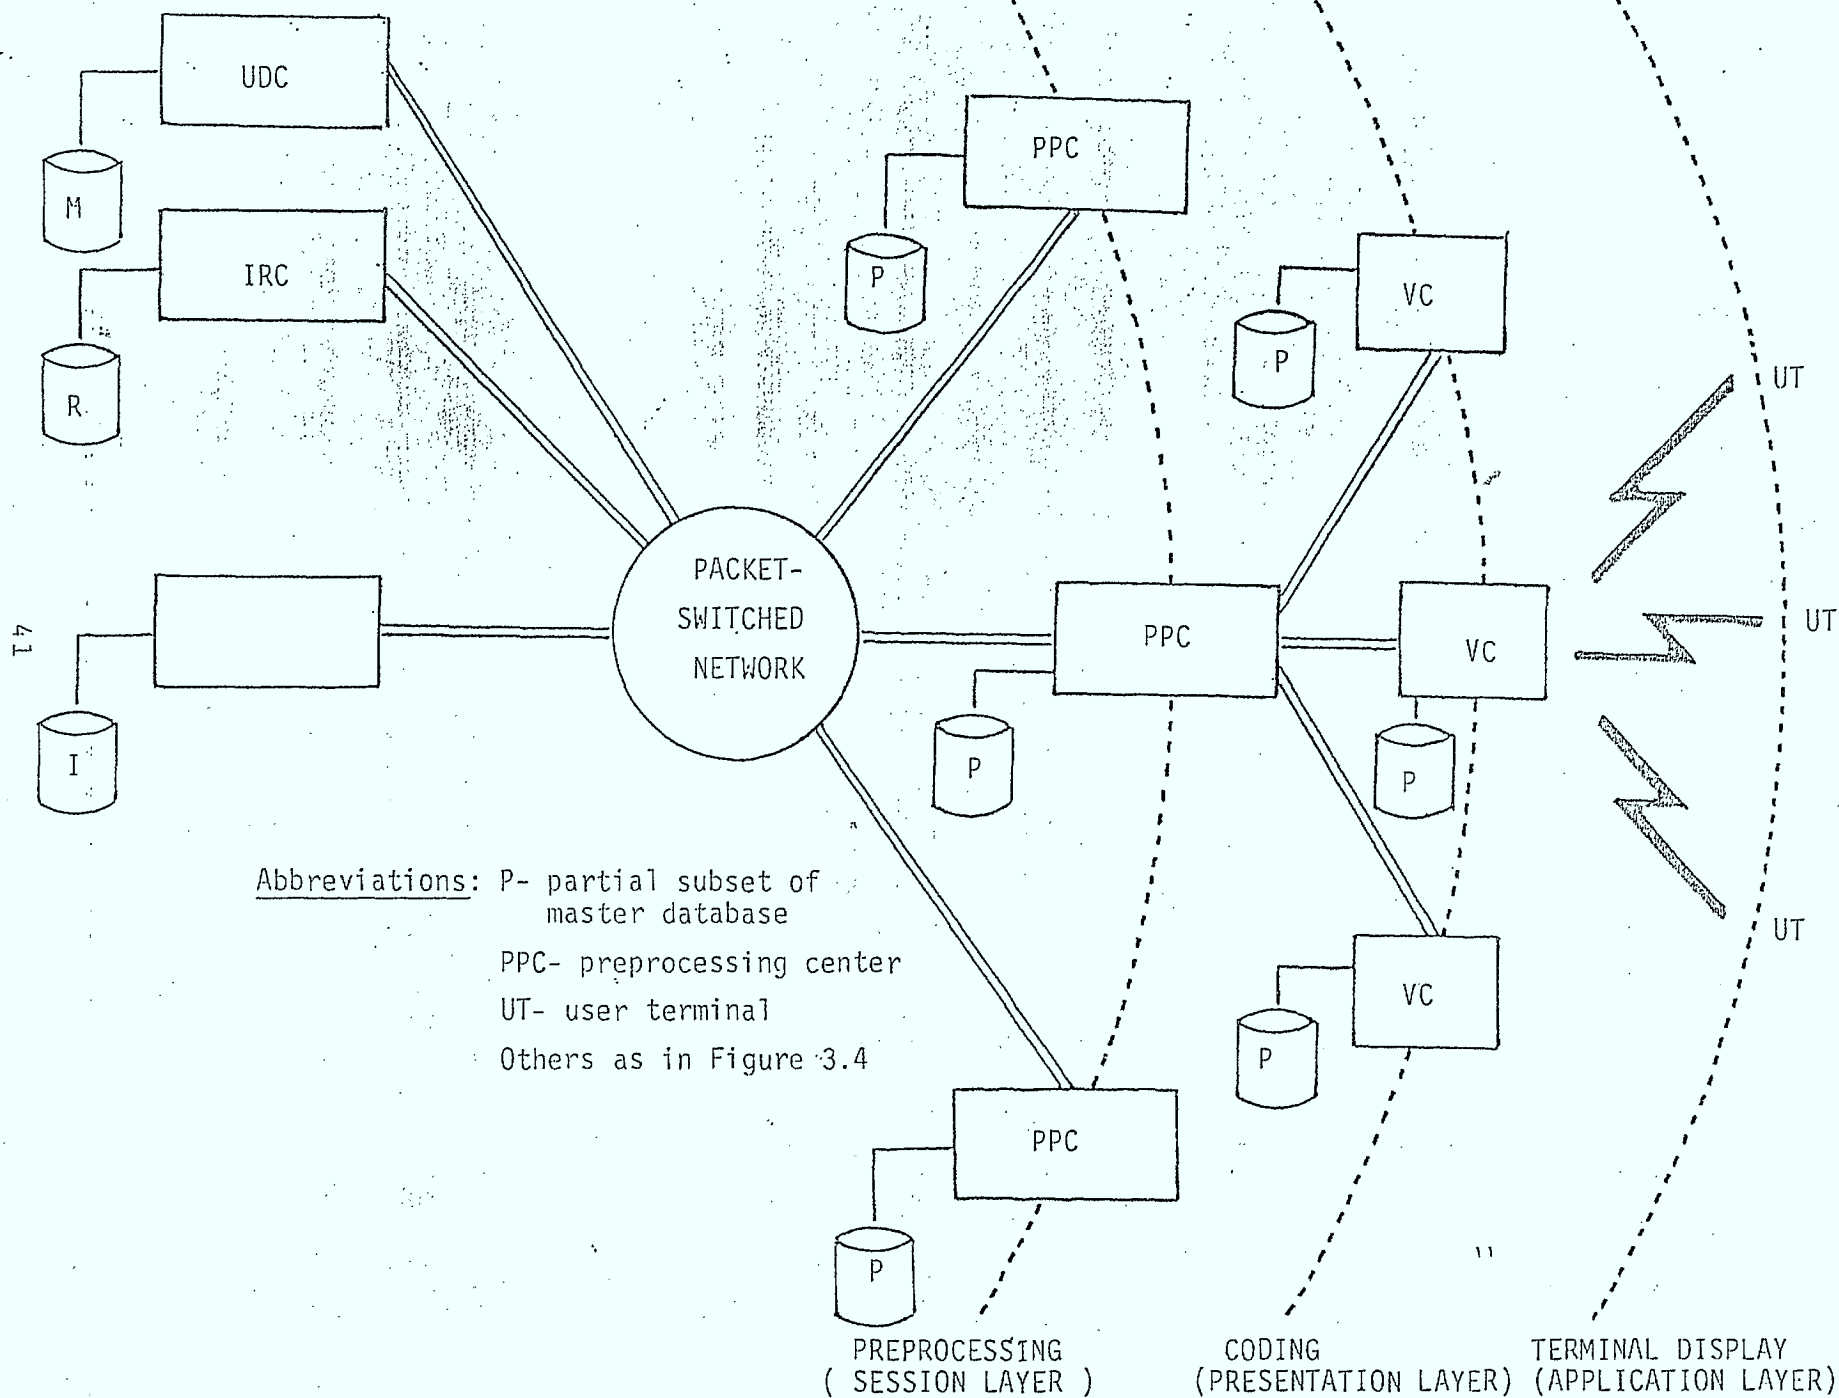 UDC
M
IRC
R
I
41
PACKET-
SWITCHED
NETWORK
PPC
P
PPC
P
PPC
P
VC
P
VC
P
VC
P
UT
UT
UT
Abbreviations: P- partial subset of
master database
PPC- preprocessing center
UT- user terminal
Others as in Figure 3.4
PREPROCESSING
( SESSION LAYER )
CODING
(PRESENTATION LAYER)
TERMINAL DISPLAY
(APPLICATION LAYER)